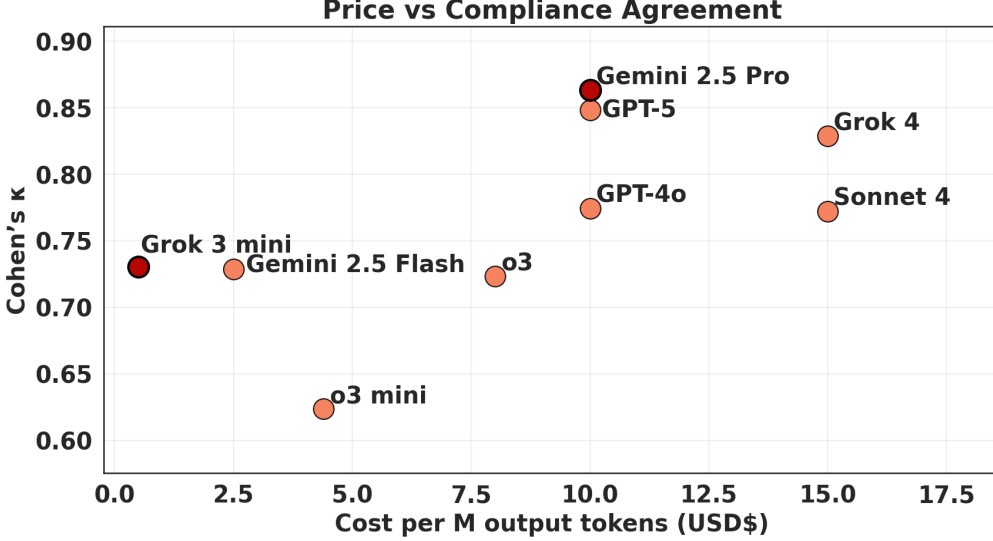 Price vs Compliance Agreement
0.90
Gemini 2.5 Pro
0.85
GPT-5
Grok 4
0.80
GPT-4o
Sonnet 4
0.75
Grok 3 mini
Gemini 2.5 Flash
o3
0.70
0.65
o3 mini
0.60
Cohen’s κ
0.0 2.5 5.0 7.5 10.0 12.5 15.0 17.5
Cost per M output tokens (USD$)